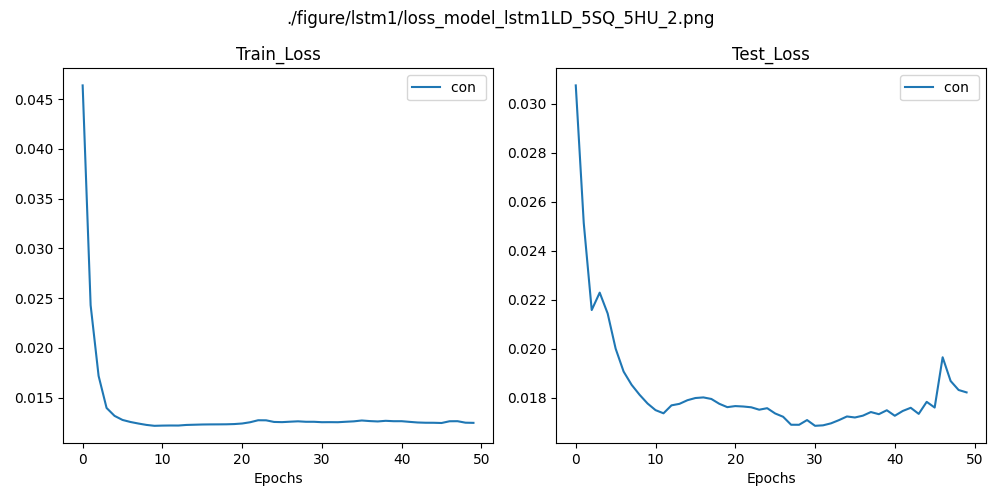 ./figure/lstm1/loss_model_lstm1LD_5SQ_5HU_2.png
Train_Loss
con
0.045
0.040
0.035
0.030
0.025
0.020
0.015
0 10 20 30 40 50
Epochs
Test_Loss
con
0.030
0.028
0.026
0.024
0.022
0.020
0.018
0 10 20 30 40 50
Epochs